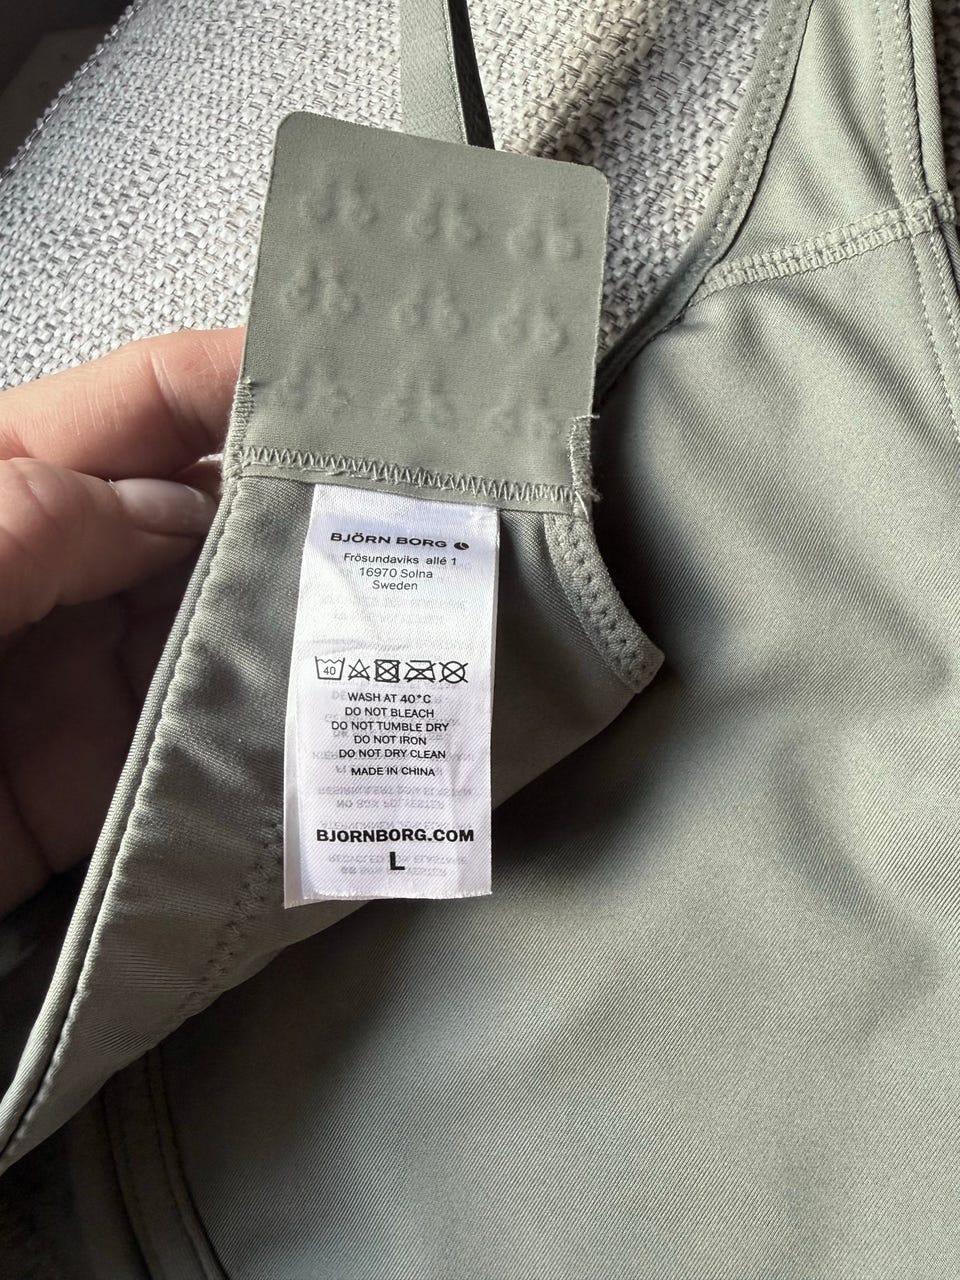 BJÖRN BORG
Frösundaviks allé 1
16970 Solna
Sweden
40
WASH AT 40°C
DO NOT BLEACH
DO NOT TUMBLE DRY
DO NOT IRON
DO NOT DRY CLEAN
MADE IN CHINA
BJORNBORG.COM
L